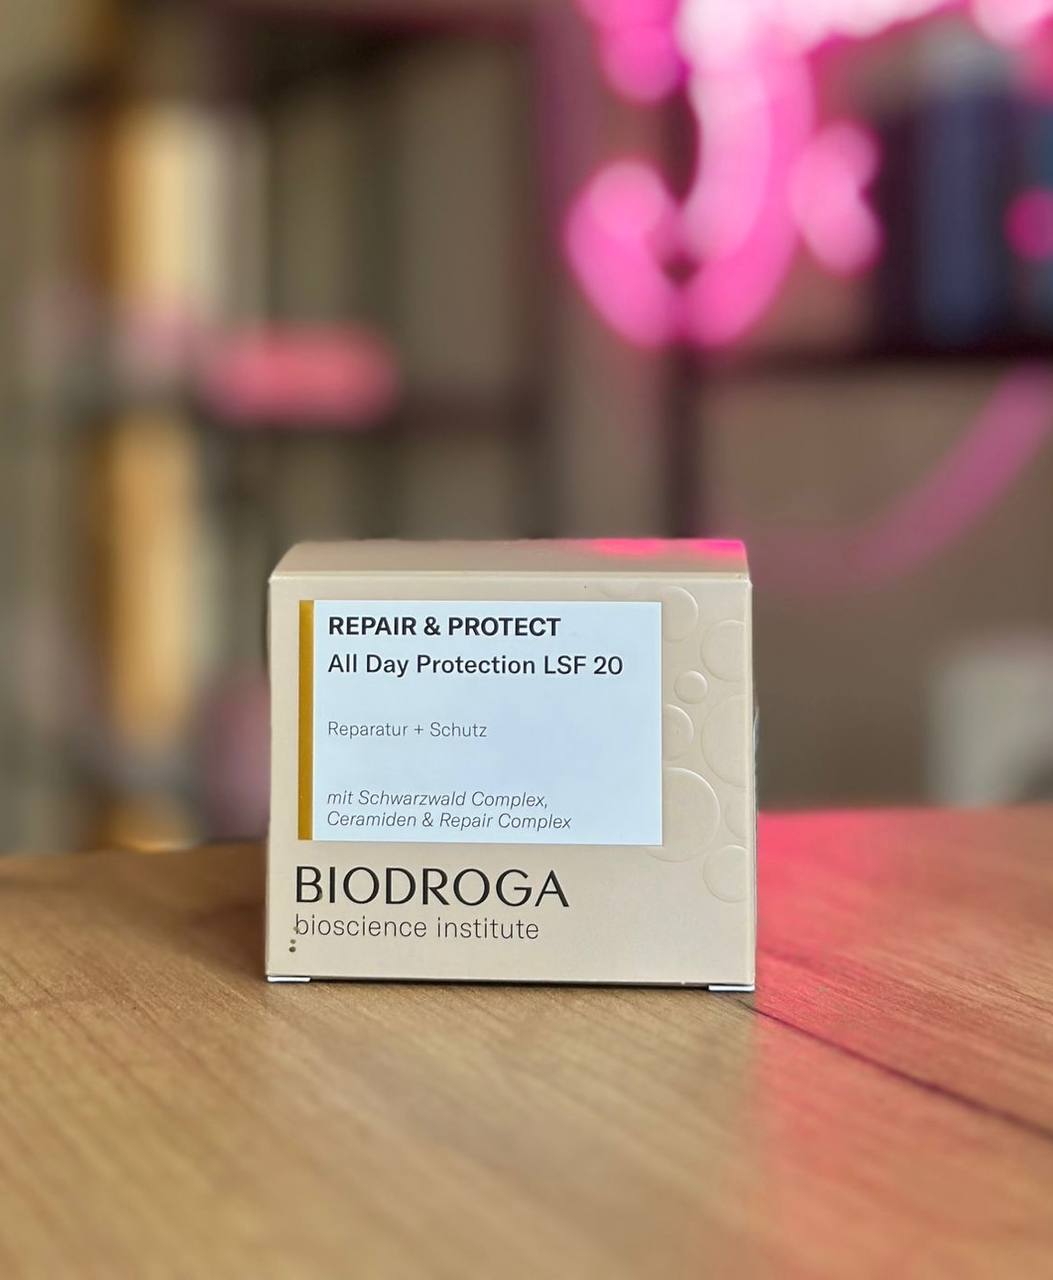 REPAIR & PROTECT
All Day Protection LSF 20
Reparatur + Schutz
mit Schwarzwald Complex,
Ceramiden & Repair Complex
BIODROGA
bioscience institute